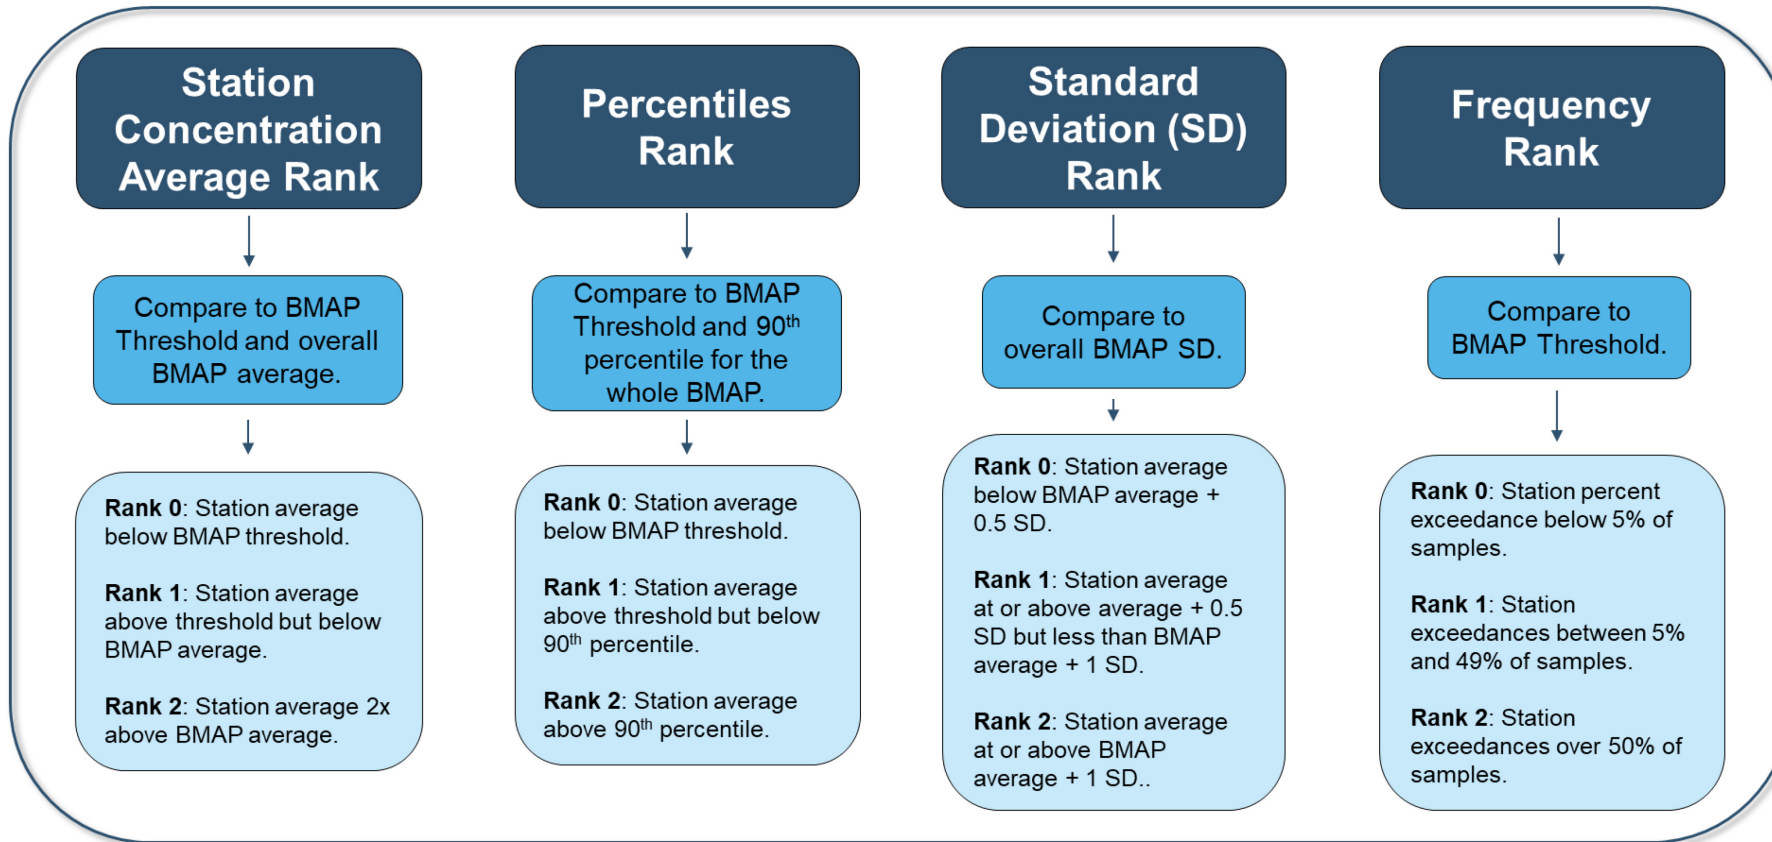 Station
Concentration
Average Rank
Compare to BMAP
Threshold and overall
BMAP average.
Rank 0: Station average
below BMAP threshold.
Rank 1: Station average
above threshold but below
BMAP average.
Rank 2: Station average 2x
above BMAP average.
Percentiles
Rank
Compare to BMAP
Threshold and 90th
percentile for the
whole BMAP.
Rank 0: Station average
below BMAP threshold.
Rank 1: Station average
above threshold but below
90th percentile.
Rank 2: Station average
above 90th percentile.
Standard
Deviation (SD)
Rank
Compare to
overall BMAP SD.
Rank 0: Station average
below BMAP average +
0.5 SD.
Rank 1: Station average
at or above average + 0.5
SD but less than BMAP
average + 1 SD.
Rank 2: Station average
at or above BMAP
average + 1 SD..
Frequency
Rank
Compare to
BMAP Threshold.
Rank 0: Station percent
exceedance below 5% of
samples.
Rank 1: Station
exceedances between 5%
and 49% of samples.
Rank 2: Station
exceedances over 50% of
samples.